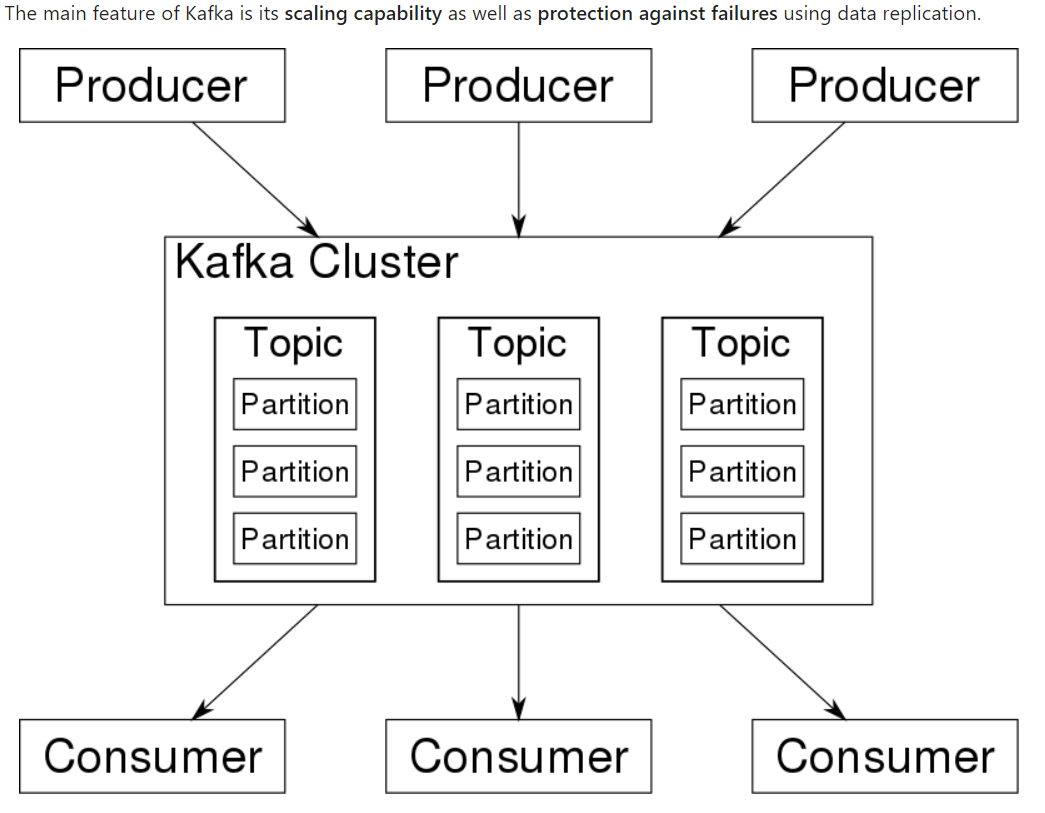 The main feature of Kafka is its scaling capability as well as protection against failures using data replication.
Producer Producer Producer
Kafka Cluster
Topic Topic Topic
Partition Partition Partition
Partition Partition Partition
Partition Partition Partition
Consumer Consumer Consumer